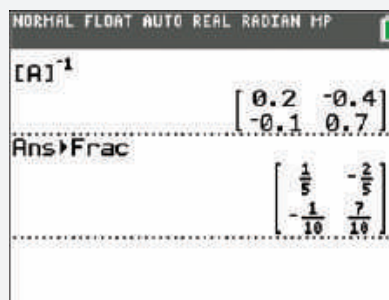 NORMAL FLOAT AUTO REAL RADIAN MP
[A]⁻¹
[ 0.2 -0.4 ]
[ -0.1 0.7 ]
Ans▸Frac
[ 1/5 -2/5 ]
[ -1/10 7/10 ]